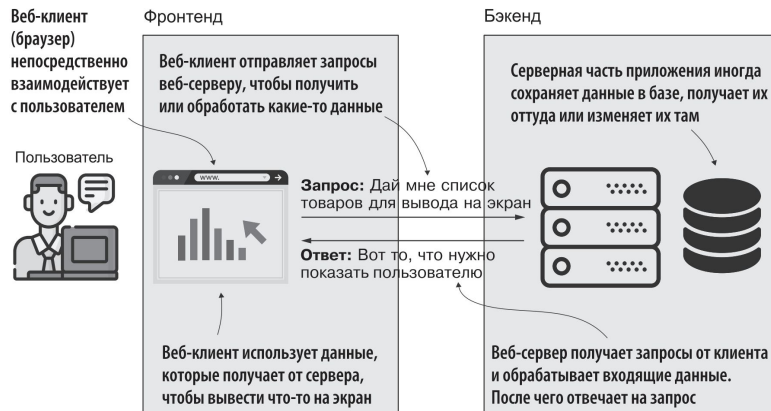 Веб-клиент
(браузер)
непосредственно
взаимодействует
с пользователем
Пользователь
Фронтенд
Веб-клиент отправляет запросы
веб-серверу, чтобы получить
или обработать какие-то данные
www.
Запрос: Дай мне список
товаров для вывода на экран
Ответ: Вот то, что нужно
показать пользователю
Веб-клиент использует данные,
которые получает от сервера,
чтобы вывести что-то на экран
Бэкенд
Серверная часть приложения иногда
сохраняет данные в базе, получает их
оттуда или изменяет их там
Веб-сервер получает запросы от клиента
и обрабатывает входящие данные.
После чего отвечает на запрос